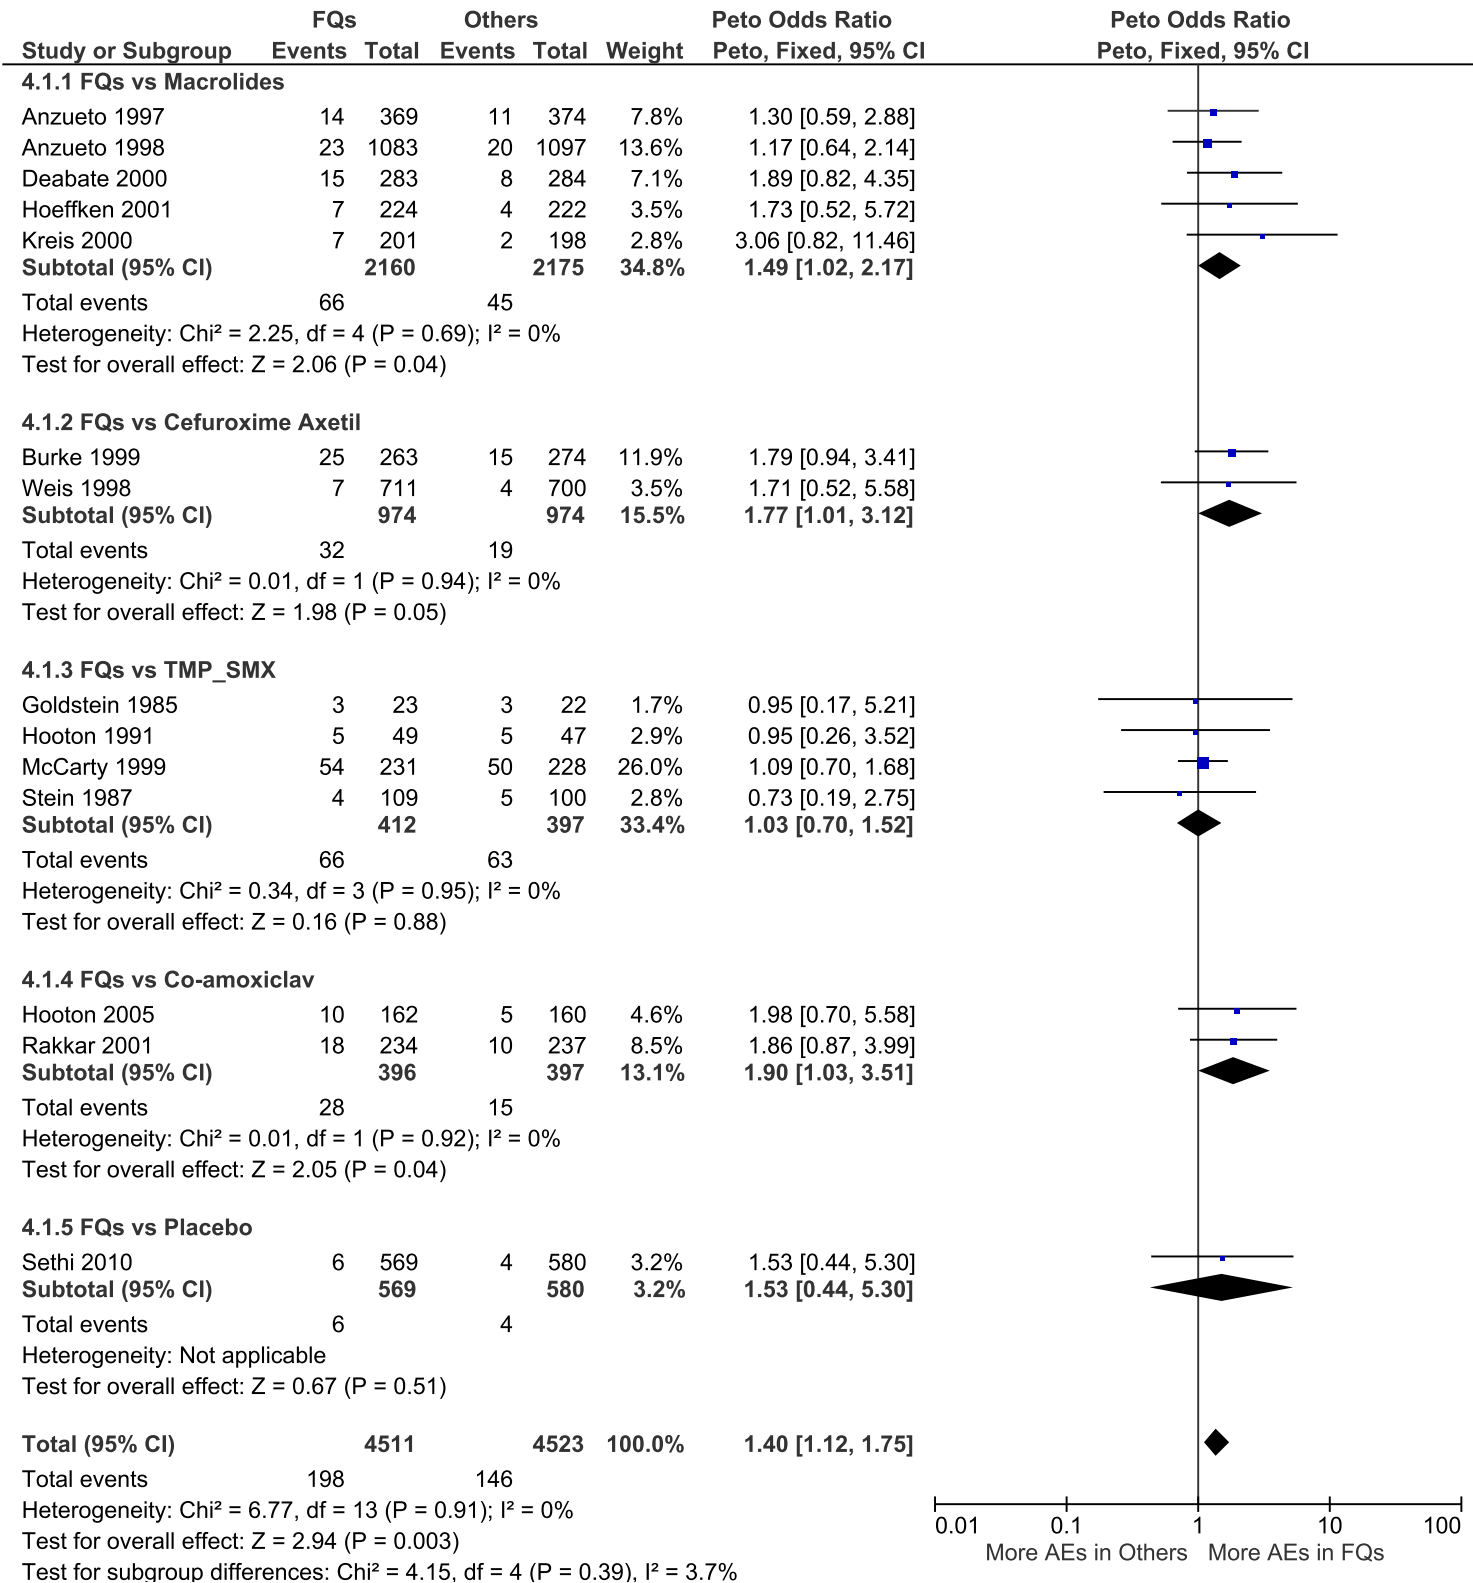 FQs Others Peto Odds Ratio Peto Odds Ratio
Study or Subgroup Events Total Events Total Weight Peto, Fixed, 95% CI Peto, Fixed, 95% CI
4.1.1 FQs vs Macrolides
Anzueto 1997 14 369 11 374 7.8% 1.30 [0.59, 2.88]
Anzueto 1998 23 1083 20 1097 13.6% 1.17 [0.64, 2.14]
Deabate 2000 15 283 8 284 7.1% 1.89 [0.82, 4.35]
Hoeffken 2001 7 224 4 222 3.5% 1.73 [0.52, 5.72]
Kreis 2000 7 201 2 198 2.8% 3.06 [0.82, 11.46]
Subtotal (95% CI) 2160 2175 34.8% 1.49 [1.02, 2.17]
Total events 66 45
Heterogeneity: Chi² = 2.25, df = 4 (P = 0.69); I² = 0%
Test for overall effect: Z = 2.06 (P = 0.04)
4.1.2 FQs vs Cefuroxime Axetil
Burke 1999 25 263 15 274 11.9% 1.79 [0.94, 3.41]
Weis 1998 7 711 4 700 3.5% 1.71 [0.52, 5.58]
Subtotal (95% CI) 974 974 15.5% 1.77 [1.01, 3.12]
Total events 32 19
Heterogeneity: Chi² = 0.01, df = 1 (P = 0.94); I² = 0%
Test for overall effect: Z = 1.98 (P = 0.05)
4.1.3 FQs vs TMP_SMX
Goldstein 1985 3 23 3 22 1.7% 0.95 [0.17, 5.21]
Hooton 1991 5 49 5 47 2.9% 0.95 [0.26, 3.52]
McCarty 1999 54 231 50 228 26.0% 1.09 [0.70, 1.68]
Stein 1987 4 109 5 100 2.8% 0.73 [0.19, 2.75]
Subtotal (95% CI) 412 397 33.4% 1.03 [0.70, 1.52]
Total events 66 63
Heterogeneity: Chi² = 0.34, df = 3 (P = 0.95); I² = 0%
Test for overall effect: Z = 0.16 (P = 0.88)
4.1.4 FQs vs Co-amoxiclav
Hooton 2005 10 162 5 160 4.6% 1.98 [0.70, 5.58]
Rakkar 2001 18 234 10 237 8.5% 1.86 [0.87, 3.99]
Subtotal (95% CI) 396 397 13.1% 1.90 [1.03, 3.51]
Total events 28 15
Heterogeneity: Chi² = 0.01, df = 1 (P = 0.92); I² = 0%
Test for overall effect: Z = 2.05 (P = 0.04)
4.1.5 FQs vs Placebo
Sethi 2010 6 569 4 580 3.2% 1.53 [0.44, 5.30]
Subtotal (95% CI) 569 580 3.2% 1.53 [0.44, 5.30]
Total events 6 4
Heterogeneity: Not applicable
Test for overall effect: Z = 0.67 (P = 0.51)
Total (95% CI) 4511 4523 100.0% 1.40 [1.12, 1.75]
Total events 198 146
Heterogeneity: Chi² = 6.77, df = 13 (P = 0.91); I² = 0%
Test for overall effect: Z = 2.94 (P = 0.003)
Test for subgroup differences: Chi² = 4.15, df = 4 (P = 0.39), I² = 3.7%
0.01 0.1 1 10 100
More AEs in Others More AEs in FQs